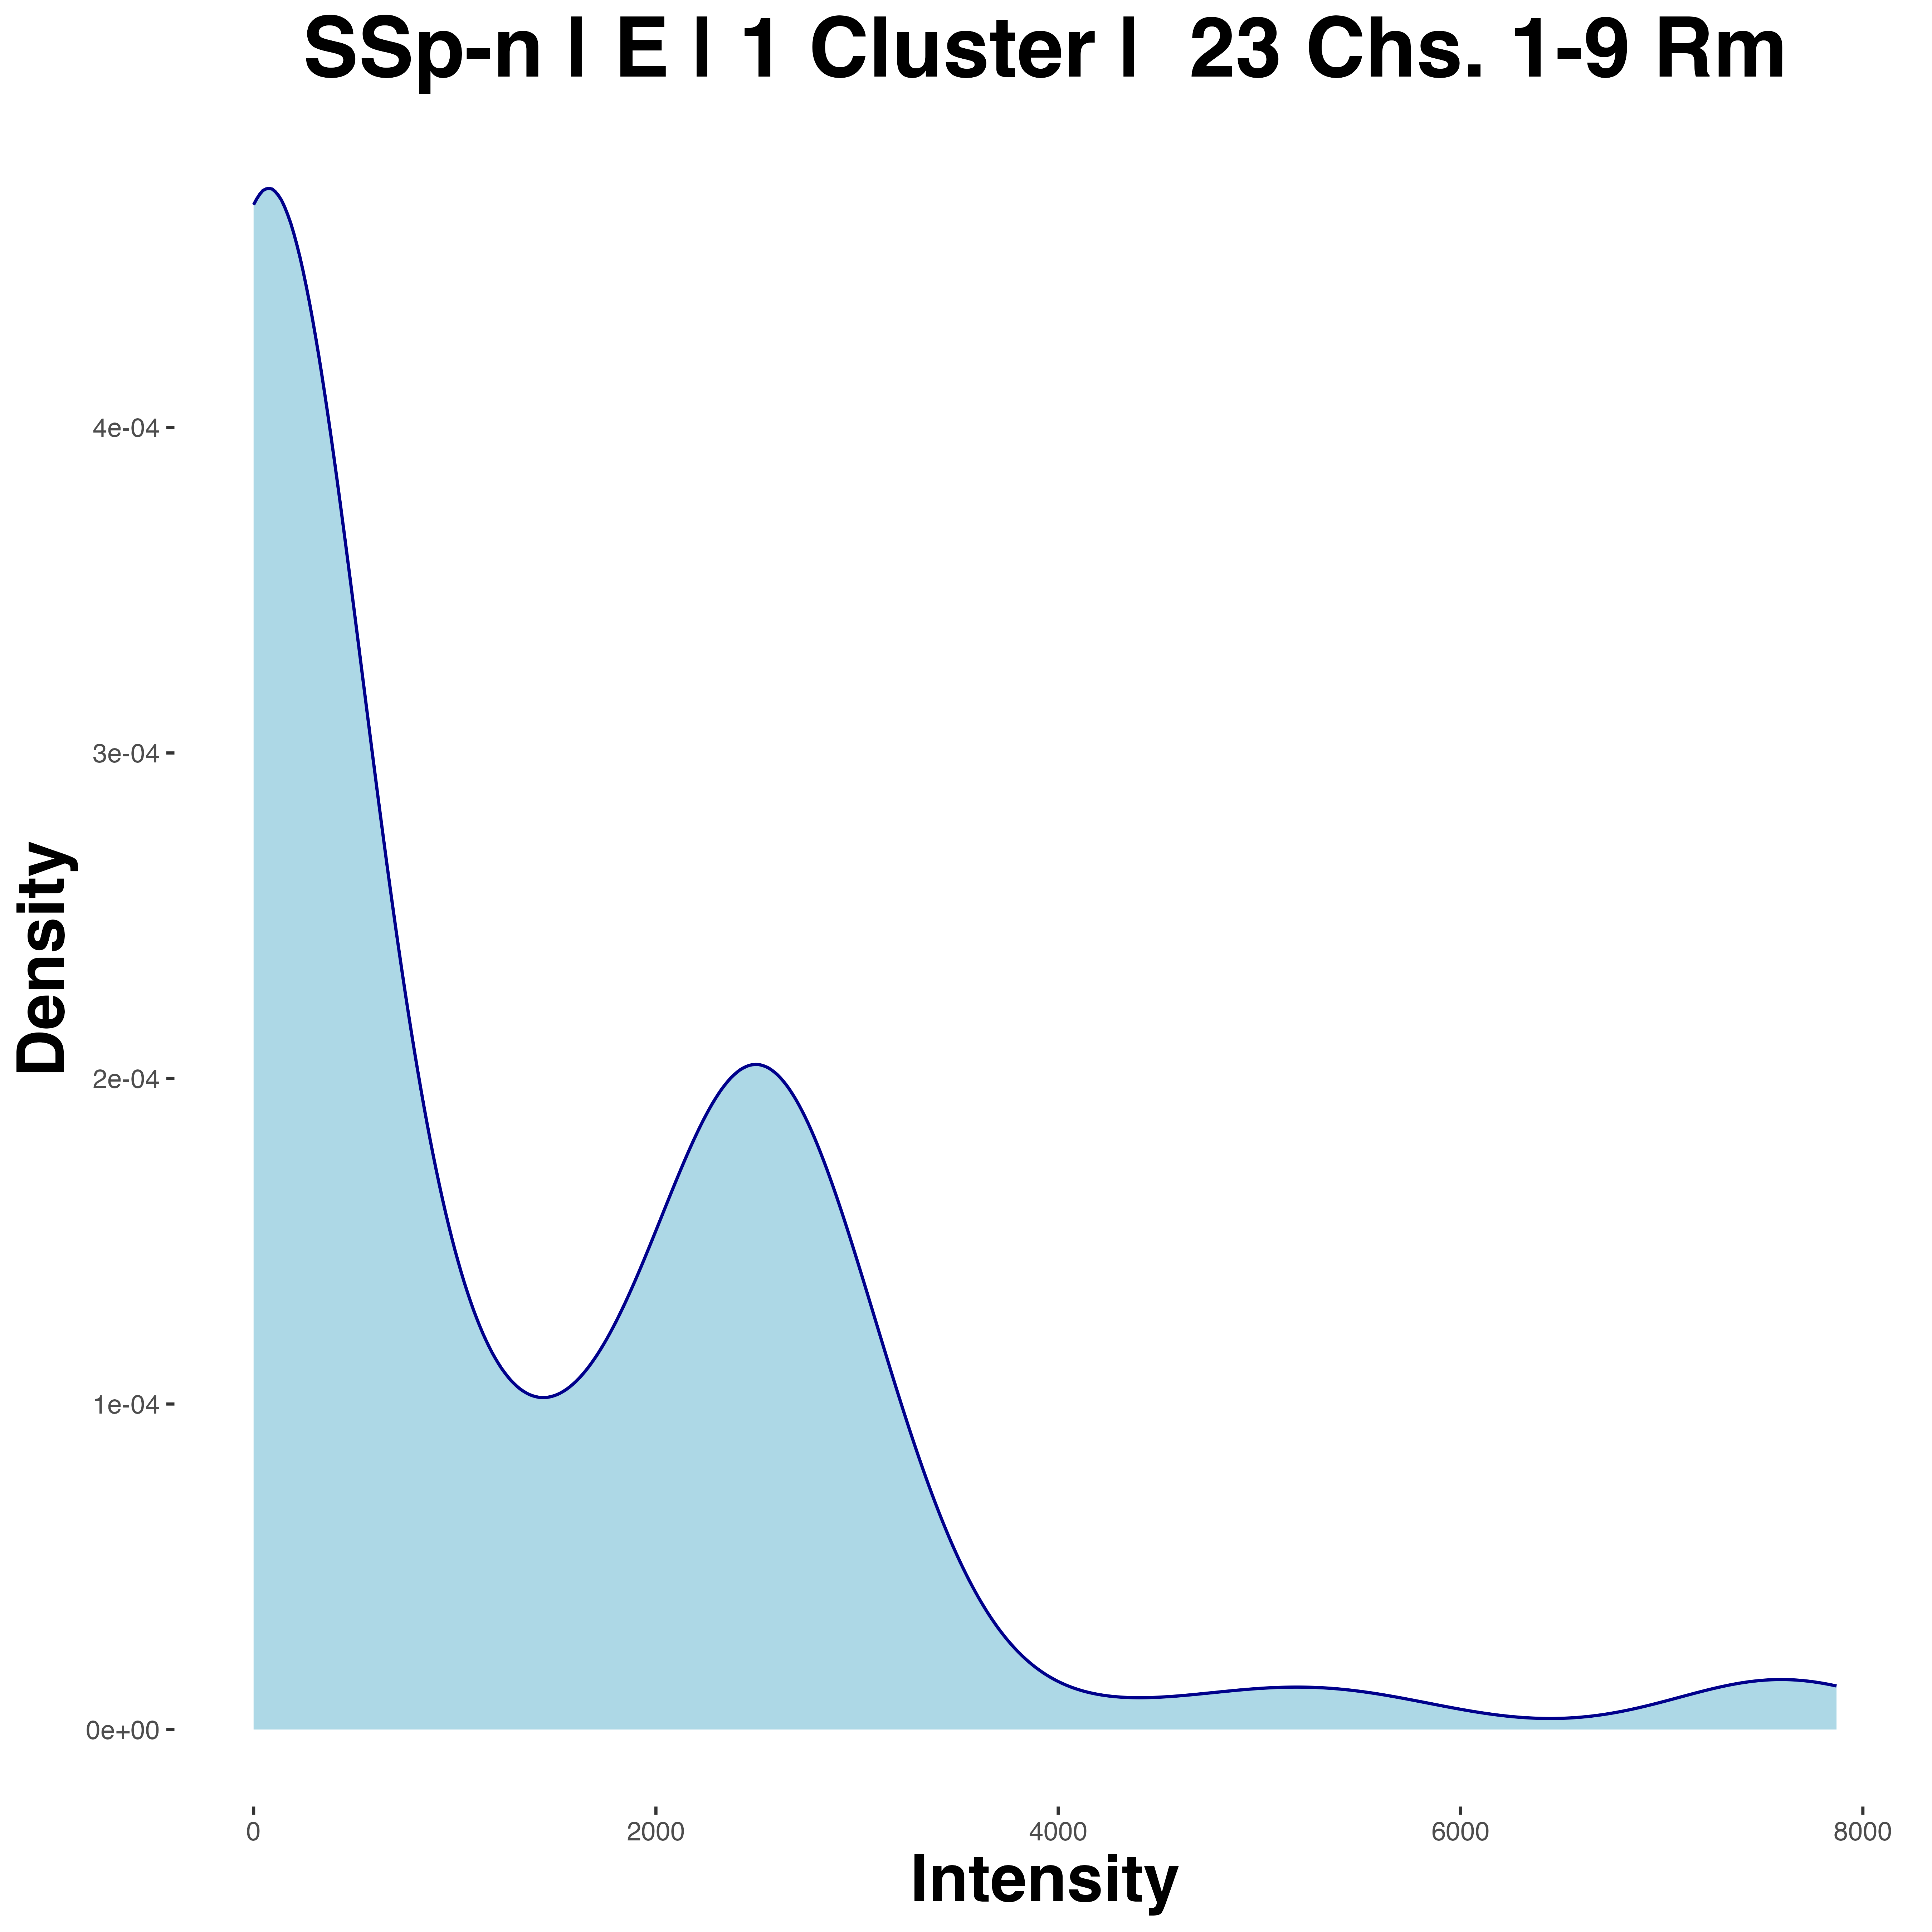 SSp-n | E | 1 Cluster | 23 Chs. 1-9 Rm
Density
4e-04
3e-04
2e-04
1e-04
0e+00
0 2000 4000 6000 8000
Intensity